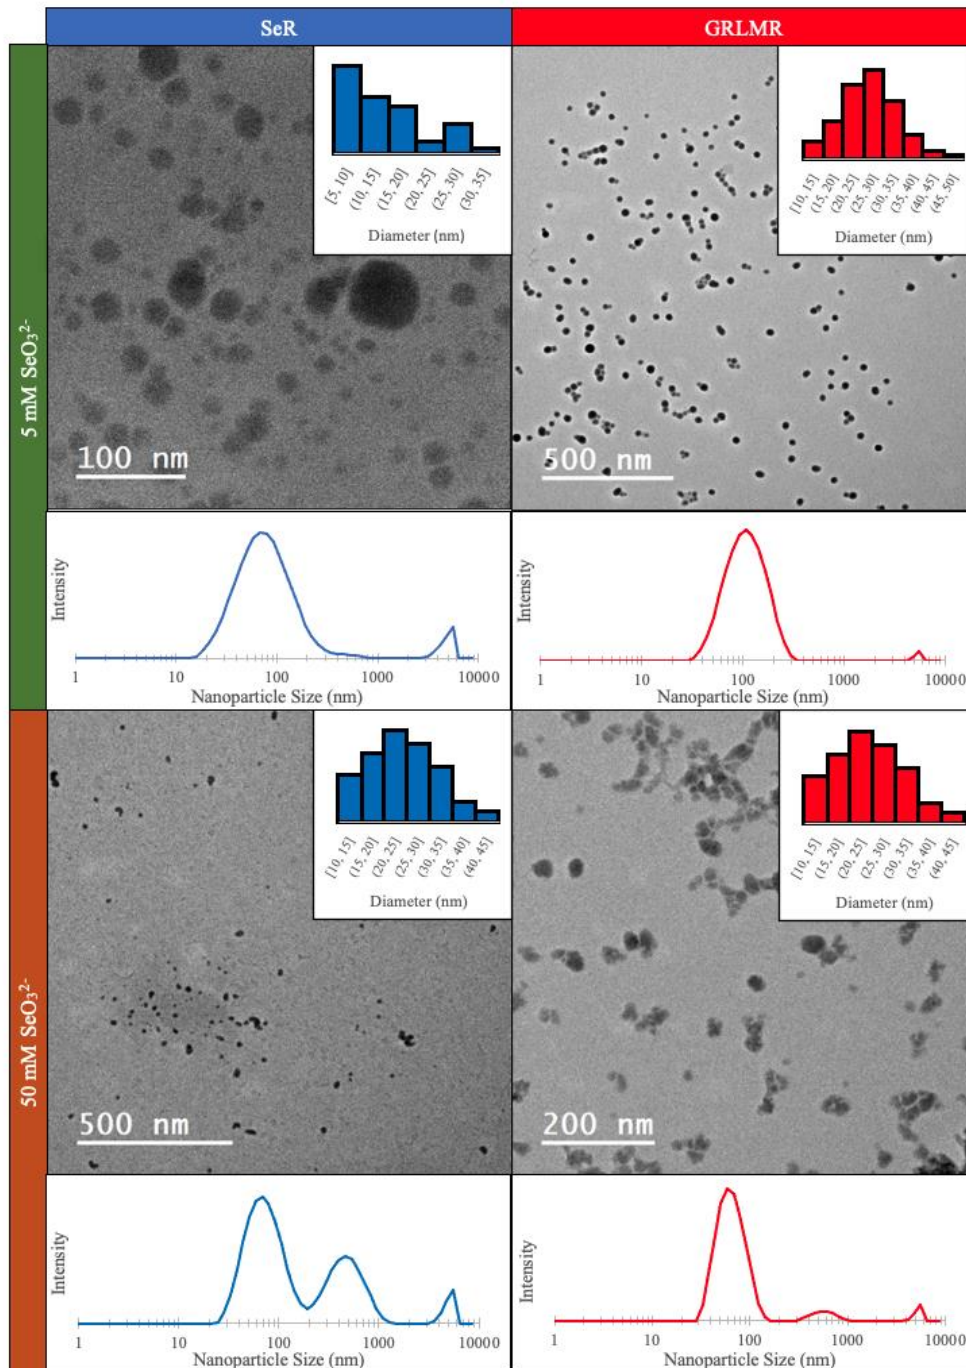 SeR
GRLMR
5 mM SeO₃²⁻
[5, 10]
(10, 15]
(15, 20]
(20, 25]
(25, 30]
(30, 35]
Diameter (nm)
100 nm
[10, 15]
(15, 20]
(20, 25]
(25, 30]
(30, 35]
(35, 40]
(40, 45]
(45, 50]
Diameter (nm)
500 nm
Intensity
1 10 100 1000 10000
Nanoparticle Size (nm)
Intensity
1 10 100 1000 10000
Nanoparticle Size (nm)
50 mM SeO₃²⁻
[10, 15]
(15, 20]
(20, 25]
(25, 30]
(30, 35]
(35, 40]
(40, 45]
Diameter (nm)
500 nm
[10, 15]
(15, 20]
(20, 25]
(25, 30]
(30, 35]
(35, 40]
(40, 45]
Diameter (nm)
200 nm
Intensity
1 10 100 1000 10000
Nanoparticle Size (nm)
Intensity
1 10 100 1000 10000
Nanoparticle Size (nm)